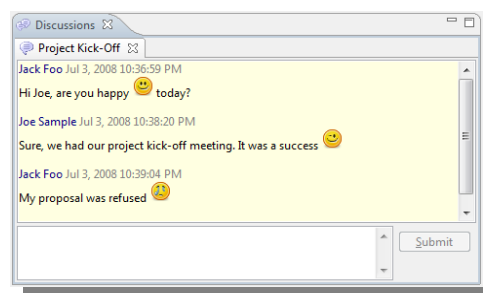 Discussions
Project Kick-Off
Jack Foo Jul 3, 2008 10:36:59 PM
Hi Joe, are you happy today?
Joe Sample Jul 3, 2008 10:38:20 PM
Sure, we had our project kick-off meeting. It was a success
Jack Foo Jul 3, 2008 10:39:04 PM
My proposal was refused
Submit